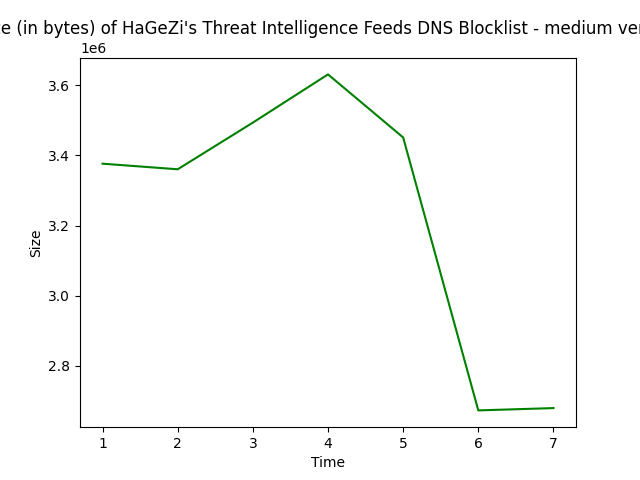 (in bytes) of HaGeZi's Threat Intelligence Feeds DNS Blocklist - medium
1e6
3.6
3.4
3.2
3.0
2.8
Size
1 2 3 4 5 6 7
Time